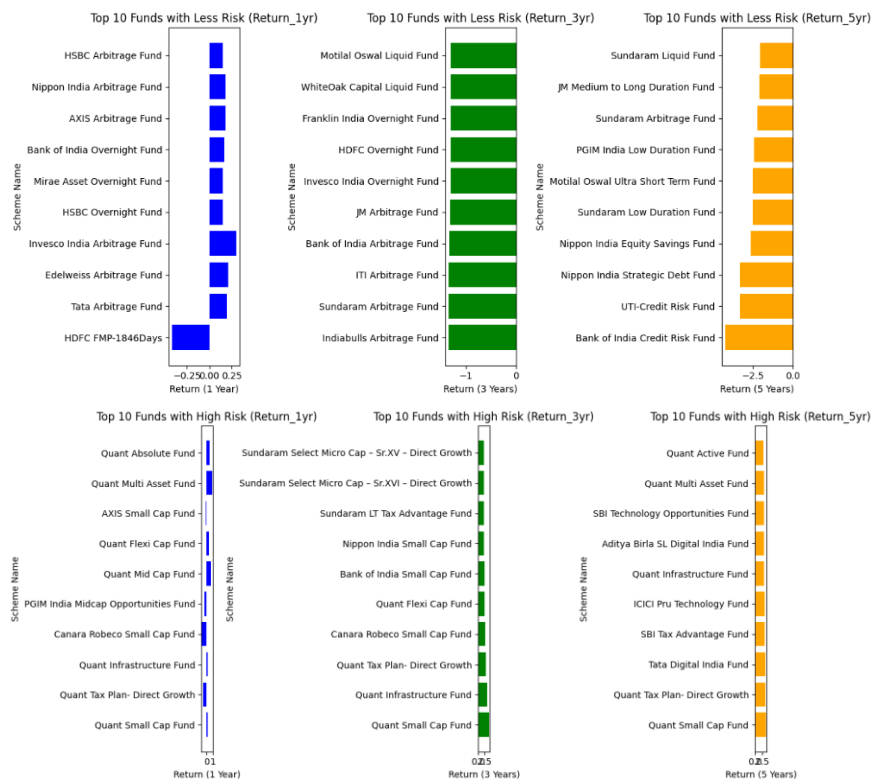 Top 10 Funds with Less Risk (Return_1yr)
HSBC Arbitrage Fund
Nippon India Arbitrage Fund
AXIS Arbitrage Fund
Bank of India Overnight Fund
Mirae Asset Overnight Fund
HSBC Overnight Fund
Invesco India Arbitrage Fund
Edelweiss Arbitrage Fund
Tata Arbitrage Fund
HDFC FMP-1846Days
Scheme Name
−0.25 0.00 0.25
Return (1 Year)
Top 10 Funds with Less Risk (Return_3yr)
Motilal Oswal Liquid Fund
WhiteOak Capital Liquid Fund
Franklin India Overnight Fund
HDFC Overnight Fund
Invesco India Overnight Fund
JM Arbitrage Fund
Bank of India Arbitrage Fund
ITI Arbitrage Fund
Sundaram Arbitrage Fund
Indiabulls Arbitrage Fund
Scheme Name
−1 0
Return (3 Years)
Top 10 Funds with Less Risk (Return_5yr)
Sundaram Liquid Fund
JM Medium to Long Duration Fund
Sundaram Arbitrage Fund
PGIM India Low Duration Fund
Motilal Oswal Ultra Short Term Fund
Sundaram Low Duration Fund
Nippon India Equity Savings Fund
Nippon India Strategic Debt Fund
UTI-Credit Risk Fund
Bank of India Credit Risk Fund
Scheme Name
−2.5 0.0
Return (5 Years)
Top 10 Funds with High Risk (Return_1yr)
Quant Absolute Fund
Quant Multi Asset Fund
AXIS Small Cap Fund
Quant Flexi Cap Fund
Quant Mid Cap Fund
PGIM India Midcap Opportunities Fund
Canara Robeco Small Cap Fund
Quant Infrastructure Fund
Quant Tax Plan- Direct Growth
Quant Small Cap Fund
Scheme Name
0 1
Return (1 Year)
Top 10 Funds with High Risk (Return_3yr)
Sundaram Select Micro Cap – Sr.XV – Direct Growth
Sundaram Select Micro Cap – Sr.XVI – Direct Growth
Sundaram LT Tax Advantage Fund
Nippon India Small Cap Fund
Bank of India Small Cap Fund
Quant Flexi Cap Fund
Canara Robeco Small Cap Fund
Quant Tax Plan- Direct Growth
Quant Infrastructure Fund
Quant Small Cap Fund
Scheme Name
Return (3 Years)
Top 10 Funds with High Risk (Return_5yr)
Quant Active Fund
Quant Multi Asset Fund
SBI Technology Opportunities Fund
Aditya Birla SL Digital India Fund
Quant Infrastructure Fund
ICICI Pru Technology Fund
SBI Tax Advantage Fund
Tata Digital India Fund
Quant Tax Plan- Direct Growth
Quant Small Cap Fund
Scheme Name
Return (5 Years)